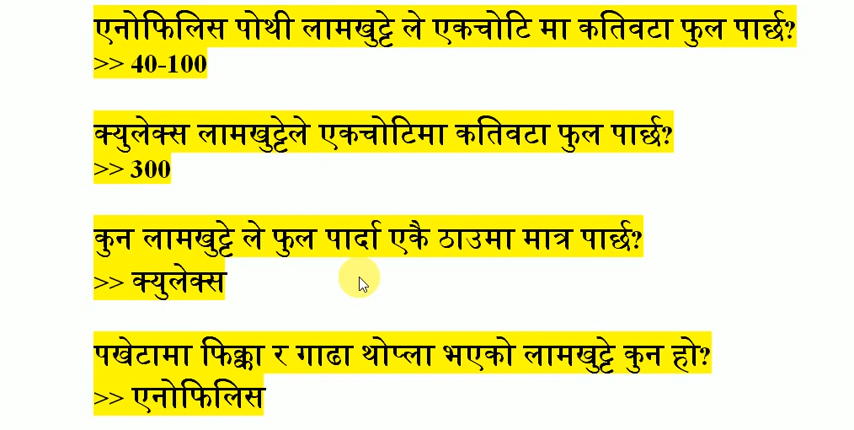 एनोफिलिस पोथी लामखुट्टे ले एकचोटि मा कतिवटा फुल पार्छ?
>> 40-100
क्युलेक्स लामखुट्टेले एकचोटिमा कतिवटा फुल पार्छ?
>> 300
कुन लामखुट्टे ले फुल पार्दा एकै ठाउमा मात्र पार्छ?
>> क्युलेक्स
पखेटामा फिक्का र गाढा थोप्ला भएको लामखुट्टे कुन हो?
>> एनोफिलिस